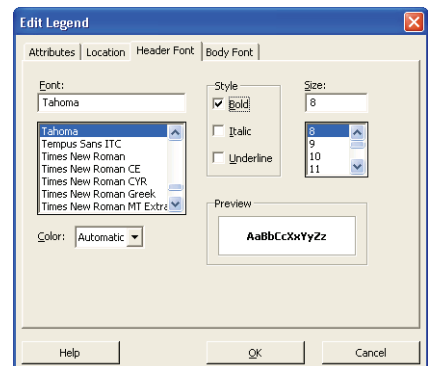 Edit Legend
Attributes Location Header Font Body Font
Font:
Tahoma
Tahoma
Tempus Sans ITC
Times New Roman
Times New Roman CE
Times New Roman CYR
Times New Roman Greek
Times New Roman MT Extra
Color: Automatic
Style
Bold
Italic
Underline
Size:
8
8
9
10
11
Preview
AaBbCcXxYyZz
Help OK Cancel